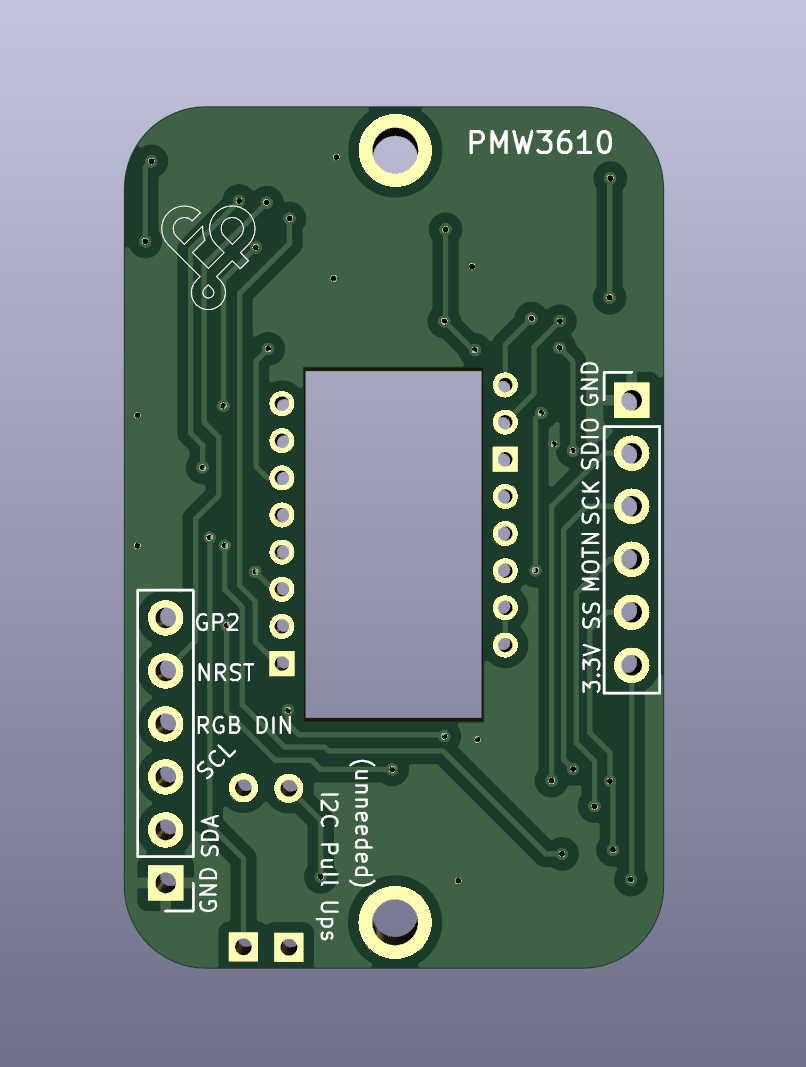 PMW3610
GND
SDIO
SCK
MOTN
SS
3.3V
GP2
NRST
RGB DIN
SCL
SDA
GND
(unneeded)
I2C Pull Ups